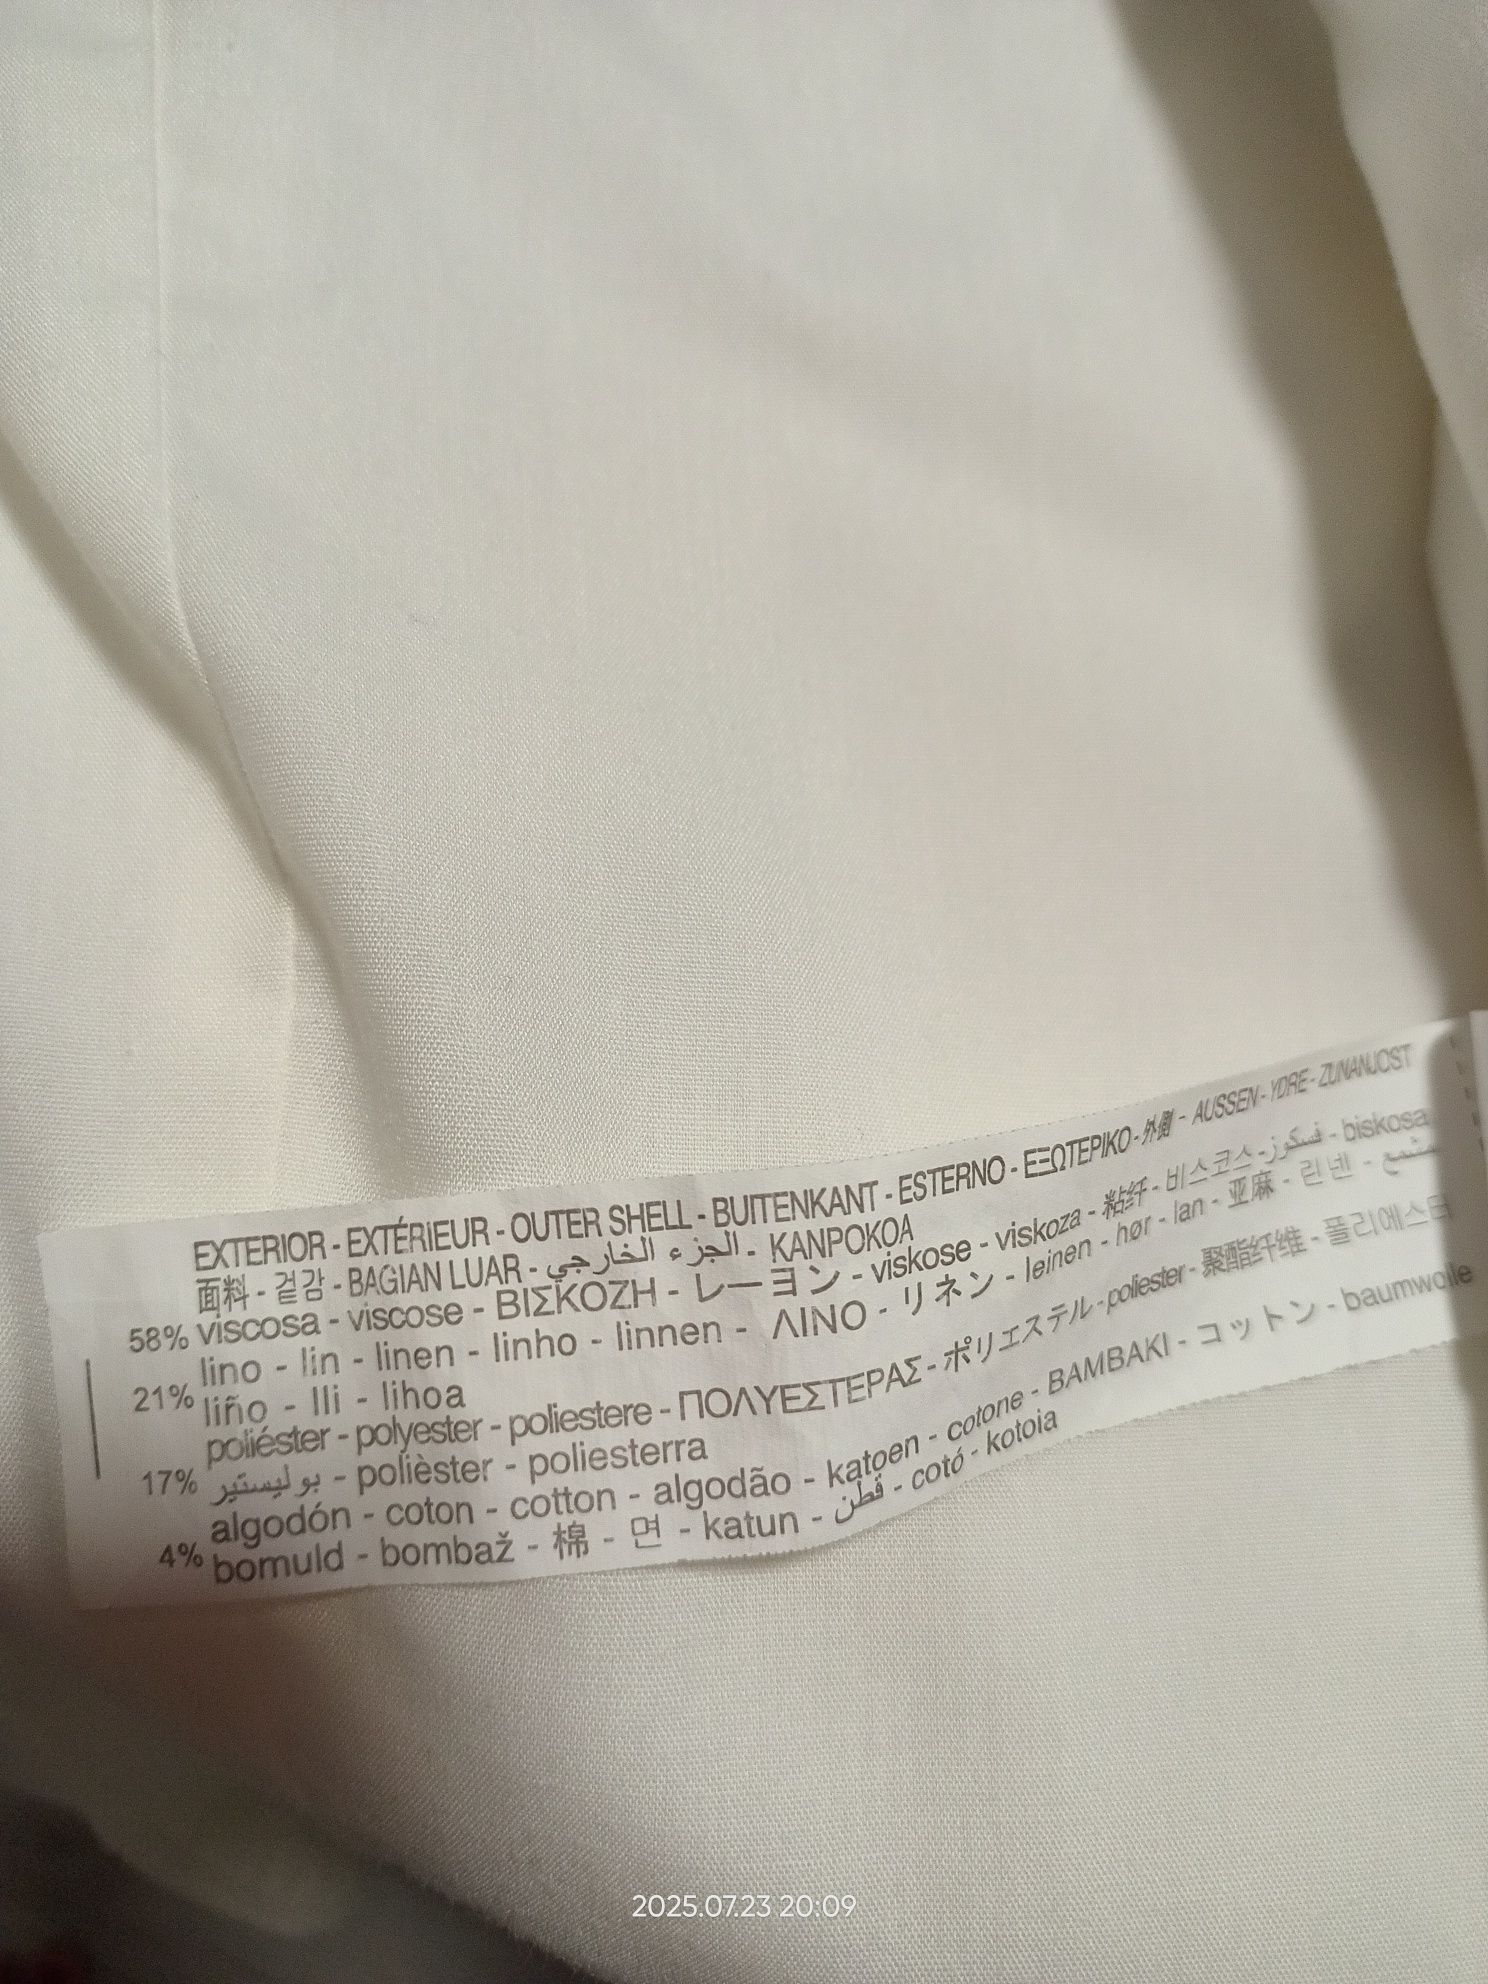 EXTERIOR - EXTÉRIEUR - OUTER SHELL - BUITENKANT - ESTERNO - ΕΞΩΤΕΡΙΚΟ - 外側 - AUSSEN - YDRE - ZUNANJOST
面料 - 겉감 - BAGIAN LUAR - الجزء الخارجي - KANPOKOA
58% viscosa - viscose - ΒΙΣΚΟΖΗ - レーヨン - viskose - viskoza - 粘纤 - 비스코스 - فسكوز - biskosa
lino - lin - linen - linho - linnen - ΛΙΝΟ - リネン - leinen - hør - lan - 亚麻 - 린넨 -
21% liño - lli - lihoa
poliéster - polyester - poliestere - ΠΟΛΥΕΣΤΕΡΑΣ - ポリエステル - poliester - 聚酯纤维 - 폴리에스터
17% بوليستير - polièster - poliesterra
algodón - coton - cotton - algodão - katoen - cotone - ΒΑΜΒΑΚΙ - コットン - baumwolle
4% bomuld - bombaž - 棉 - 면 - katun - قطن - cotó - kotoia
2025.07.23 20:09